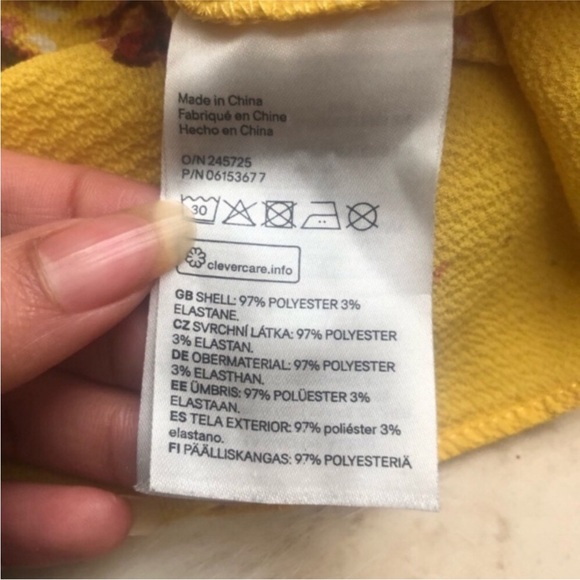 Made in China
Fabriqué en Chine
Hecho en China
O/N 245725
P/N 0615367 7
30
clevercare.info
GB SHELL: 97% POLYESTER 3%
ELASTANE.
CZ SVRCHNÍ LÁTKA: 97% POLYESTER
3% ELASTAN.
DE OBERMATERIAL: 97% POLYESTER
3% ELASTHAN.
EE ÜMBRIS: 97% POLÜESTER 3%
ELASTAAN.
ES TELA EXTERIOR: 97% poliéster 3%
elastano.
FI PÄÄLLISKANGAS: 97% POLYESTERIÄ